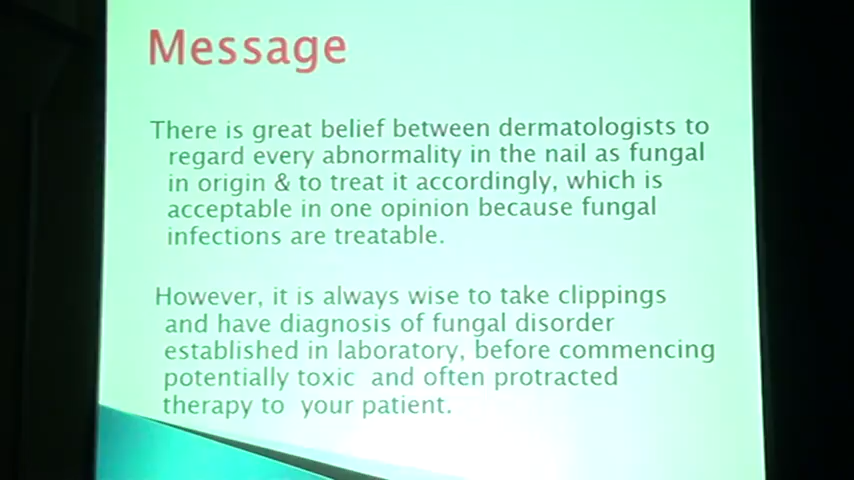 Message
There is great belief between dermatologists to
regard every abnormality in the nail as fungal
in origin & to treat it accordingly, which is
acceptable in one opinion because fungal
infections are treatable.
However, it is always wise to take clippings
and have diagnosis of fungal disorder
established in laboratory, before commencing
potentially toxic and often protracted
therapy to your patient.